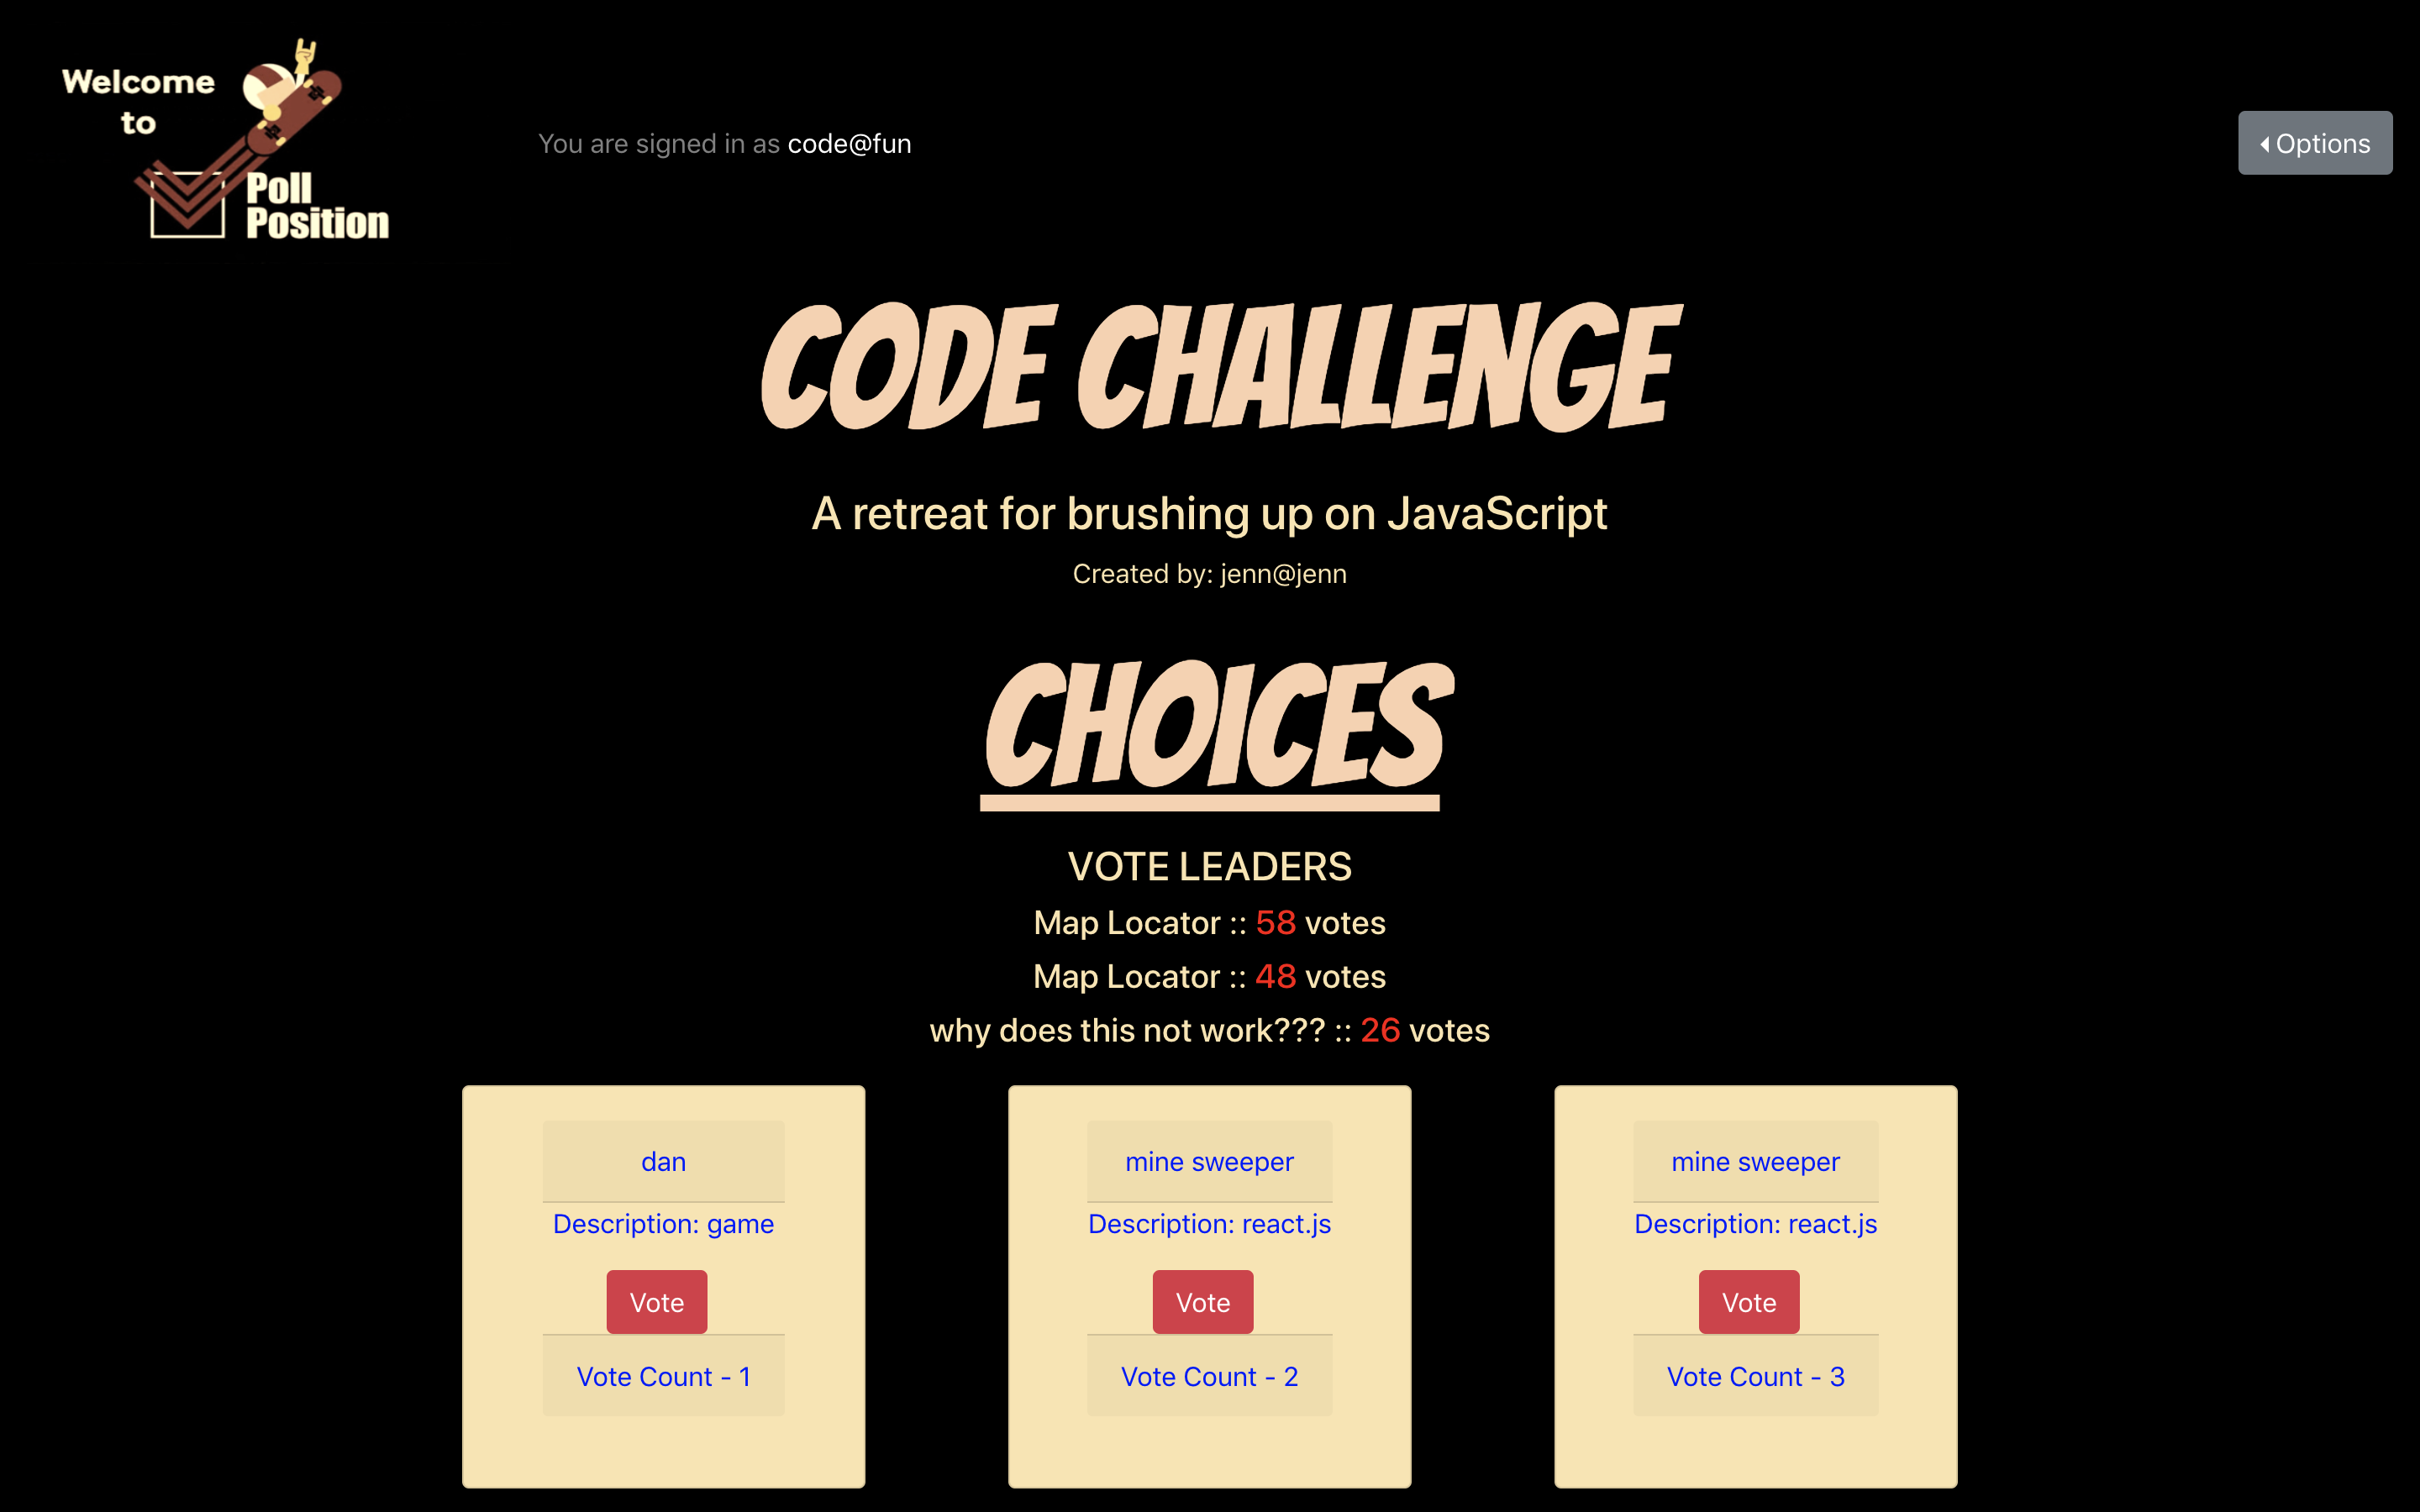 Welcome
to
Poll
Position
You are signed in as code@fun
Options
CODE CHALLENGE
A retreat for brushing up on JavaScript
Created by: jenn@jenn
CHOICES
VOTE LEADERS
Map Locator :: 58 votes
Map Locator :: 48 votes
why does this not work??? :: 26 votes
dan
Description: game
Vote
Vote Count - 1
mine sweeper
Description: react.js
Vote
Vote Count - 2
mine sweeper
Description: react.js
Vote
Vote Count - 3